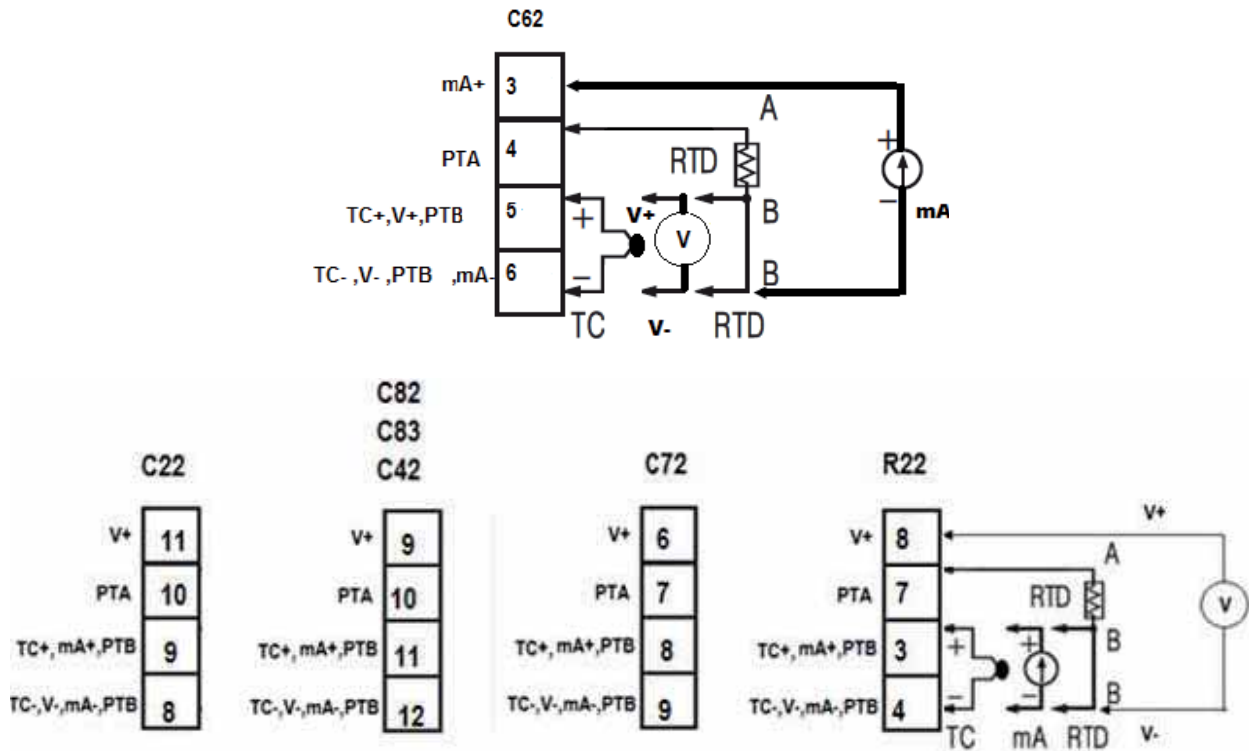 C62
mA+ 3
A
PTA 4
RTD
+
- mA
TC+,V+,PTB 5
+ V+ V B
TC- ,V- ,PTB ,mA- 6
- B
TC V- RTD
C82
C83
C22 C42 C72 R22
V+ 11
PTA 10
TC+, mA+,PTB 9
TC-,V-,mA-,PTB 8
V+ 9
PTA 10
TC+, mA+,PTB 11
TC-,V-,mA-,PTB 12
V+ 6
PTA 7
TC+, mA+,PTB 8
TC-,V-,mA-,PTB 9
V+ 8 V+
A
PTA 7 RTD V
TC+, mA+,PTB 3 + + B
TC-,V-,mA-,PTB 4 - - B
TC mA RTD V-